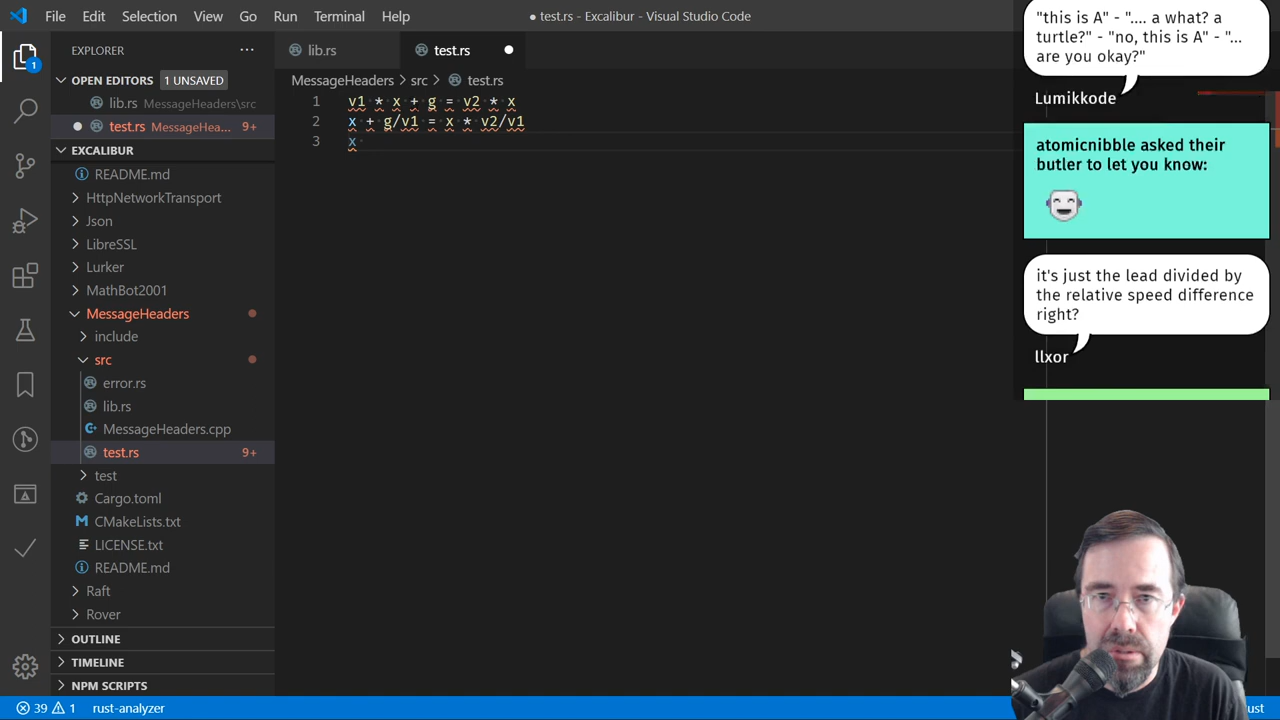 File Edit Selection View Go Run Terminal Help
● test.rs - Excalibur - Visual Studio Code
EXPLORER
OPEN EDITORS 1 UNSAVED
lib.rs MessageHeaders\src
test.rs MessageHea... 9+
EXCALIBUR
README.md
HttpNetworkTransport
Json
LibreSSL
Lurker
MathBot2001
MessageHeaders
include
src
error.rs
lib.rs
MessageHeaders.cpp
test.rs 9+
test
Cargo.toml
CMakeLists.txt
LICENSE.txt
README.md
Raft
Rover
OUTLINE
TIMELINE
NPM SCRIPTS
1
39 1 rust-analyzer
lib.rs test.rs
MessageHeaders > src > test.rs
1 v1 * x + g = v2 * x
2 x + g/v1 = x * v2/v1
3 x
"this is A" - ".... a what? a
turtle?" - "no, this is A" - "...
are you okay?"
Lumikkode
atomicnibble asked their
butler to let you know:
it's just the lead divided by
the relative speed difference
right?
llxor